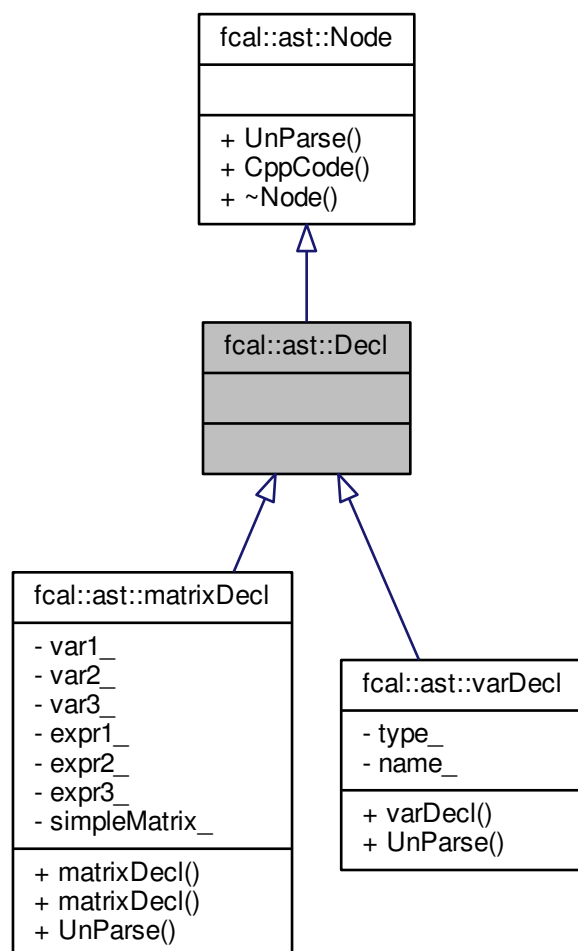 fcal::ast::Node
+ UnParse()
+ CppCode()
+ ~Node()
fcal::ast::Decl
fcal::ast::matrixDecl
- var1_
- var2_
- var3_
- expr1_
- expr2_
- expr3_
- simpleMatrix_
+ matrixDecl()
+ matrixDecl()
+ UnParse()
fcal::ast::varDecl
- type_
- name_
+ varDecl()
+ UnParse()